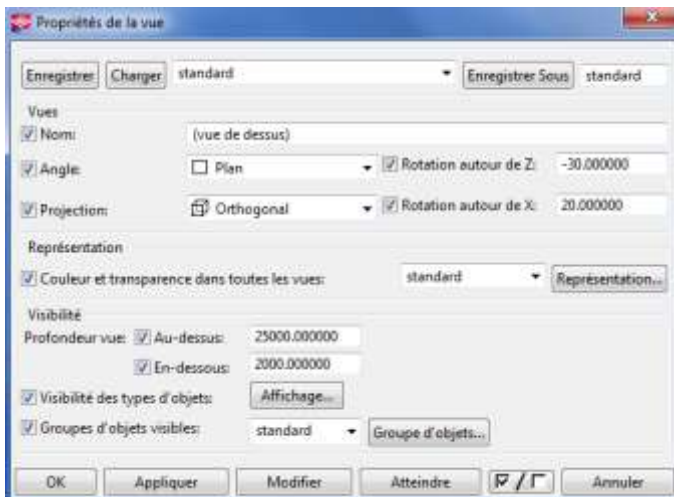 Propriétés de la vue
Enregistrer Charger standard Enregistrer Sous standard
Vues
Nom: (vue de dessus)
Angle: Plan Rotation autour de Z: -30.000000
Projection: Orthogonal Rotation autour de X: 20.000000
Représentation
Couleur et transparence dans toutes les vues: standard Représentation...
Visibilité
Profondeur vue: Au-dessus: 25000.000000
En-dessous: 2000.000000
Visibilité des types d'objets: Affichage...
Groupes d'objets visibles: standard Groupe d'objets...
OK Appliquer Modifier Atteindre / Annuler